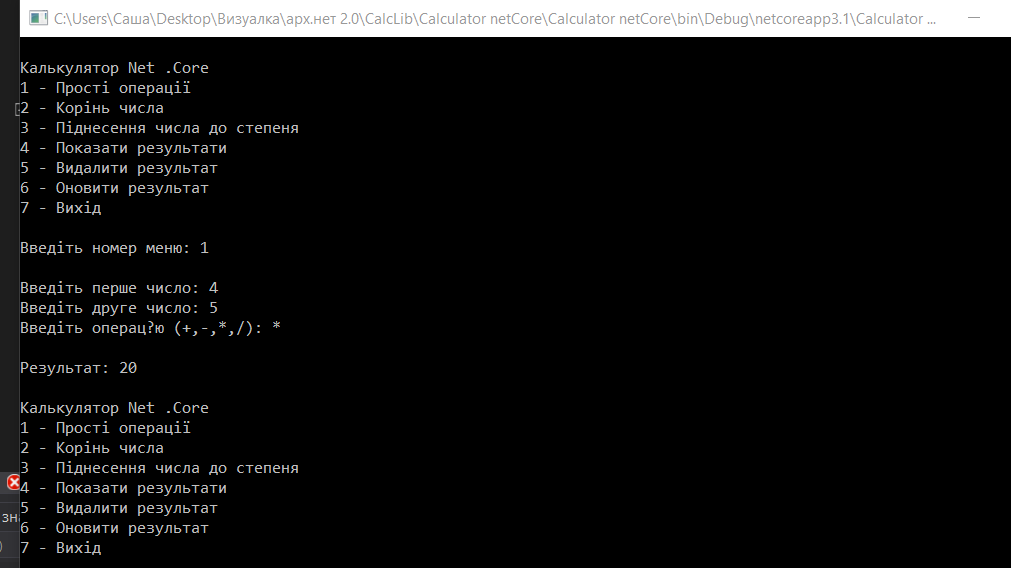 C:\Users\Саша\Desktop\Визуалка\арх.нет 2.0\CalcLib\Calculator netCore\Calculator netCore\bin\Debug\netcoreapp3.1\Calculator ...
Калькулятор Net .Core
1 - Прості операції
2 - Корінь числа
3 - Піднесення числа до степеня
4 - Показати результати
5 - Видалити результат
6 - Оновити результат
7 - Вихід
Введіть номер меню: 1
Введіть перше число: 4
Введіть друге число: 5
Введіть операц?ю (+,-,*,/): *
Результат: 20
Калькулятор Net .Core
1 - Прості операції
2 - Корінь числа
3 - Піднесення числа до степеня
4 - Показати результати
5 - Видалити результат
6 - Оновити результат
7 - Вихід